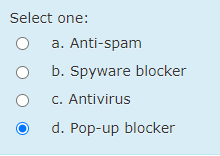 Select one:
a. Anti-spam
b. Spyware blocker
c. Antivirus
d. Pop-up blocker